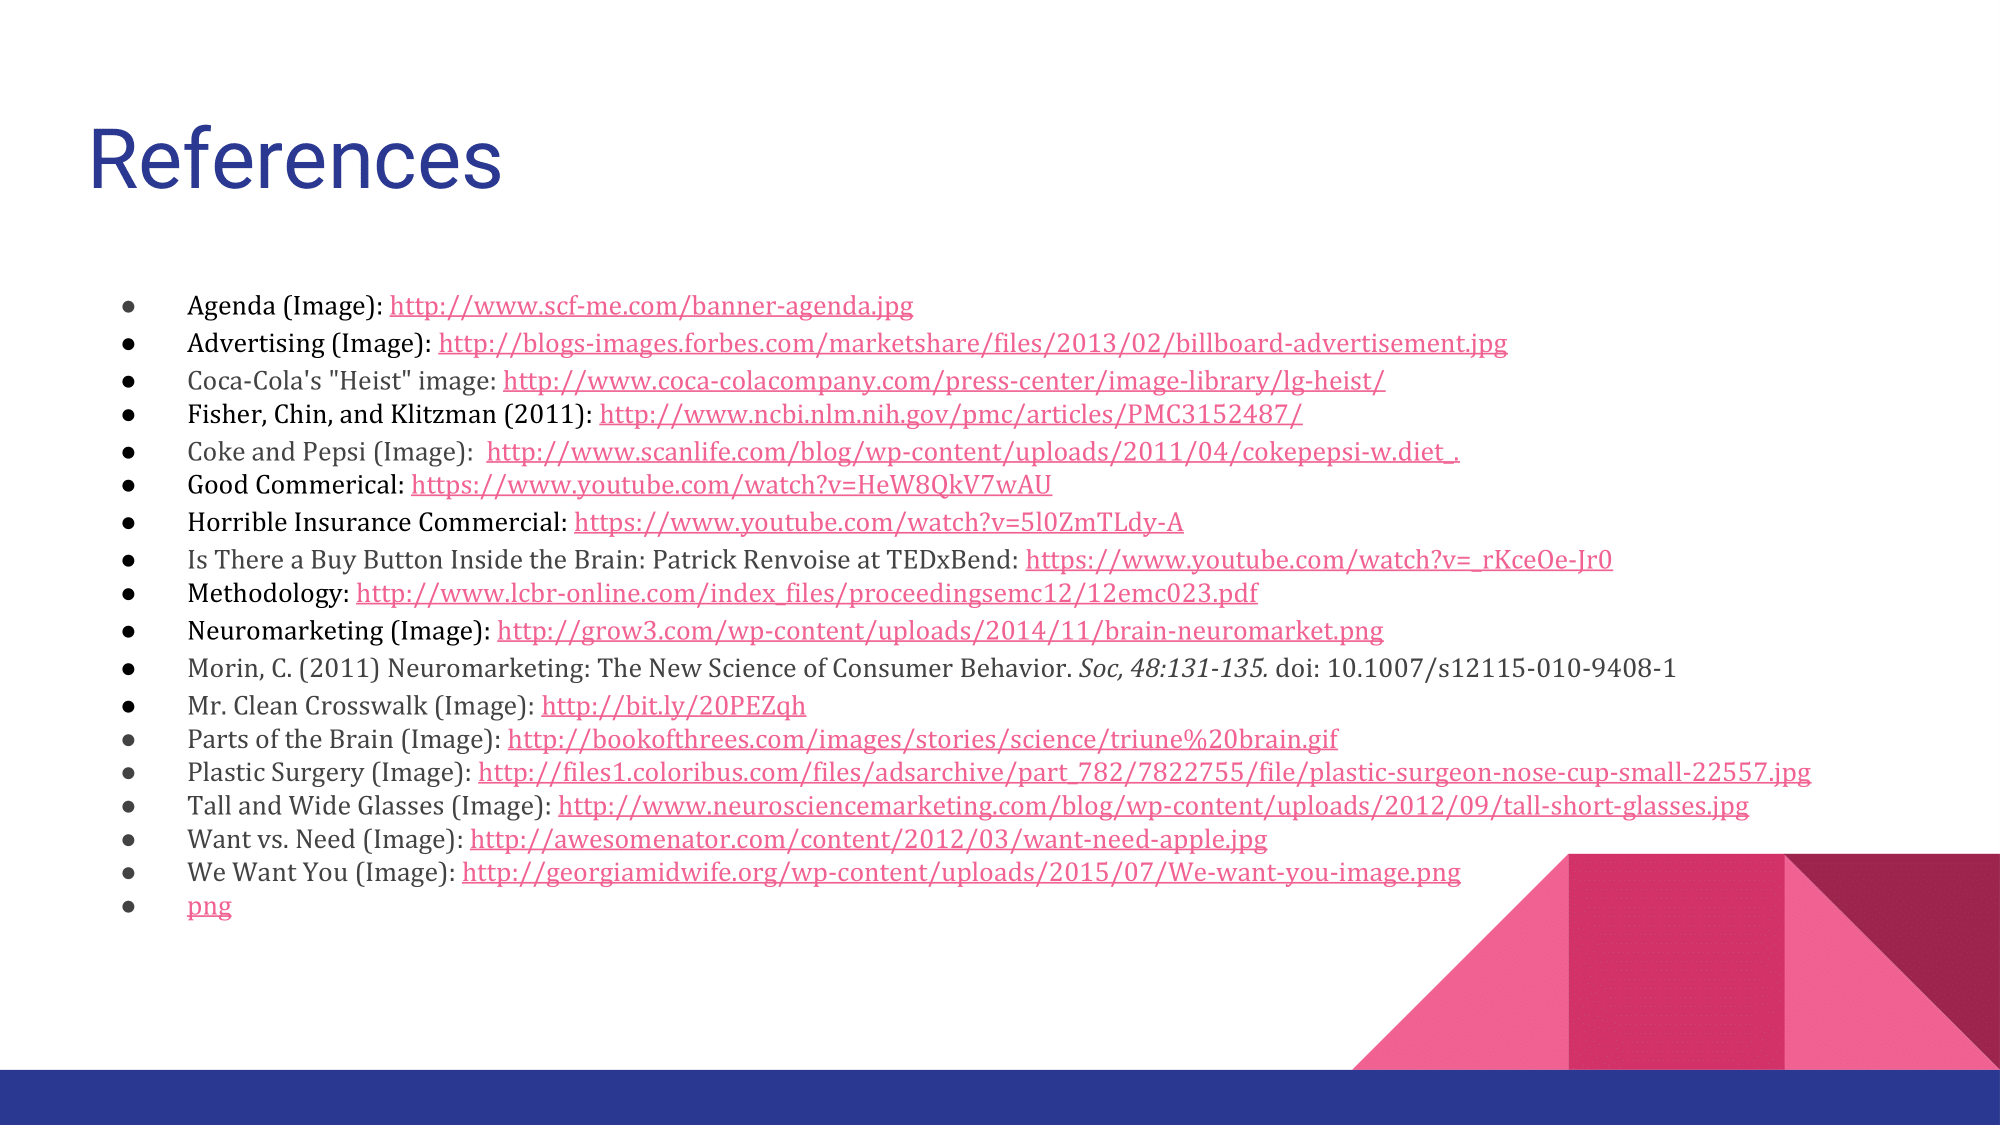 References
● Agenda (Image): http://www.scf-me.com/banner-agenda.jpg
● Advertising (Image): http://blogs-images.forbes.com/marketshare/files/2013/02/billboard-advertisement.jpg
● Coca-Cola's "Heist" image: http://www.coca-colacompany.com/press-center/image-library/lg-heist/
● Fisher, Chin, and Klitzman (2011): http://www.ncbi.nlm.nih.gov/pmc/articles/PMC3152487/
● Coke and Pepsi (Image): http://www.scanlife.com/blog/wp-content/uploads/2011/04/cokepepsi-w.diet_.
● Good Commerical: https://www.youtube.com/watch?v=HeW8QkV7wAU
● Horrible Insurance Commercial: https://www.youtube.com/watch?v=5l0ZmTLdy-A
● Is There a Buy Button Inside the Brain: Patrick Renvoise at TEDxBend: https://www.youtube.com/watch?v=_rKceOe-Jr0
● Methodology: http://www.lcbr-online.com/index_files/proceedingsemc12/12emc023.pdf
● Neuromarketing (Image): http://grow3.com/wp-content/uploads/2014/11/brain-neuromarket.png
● Morin, C. (2011) Neuromarketing: The New Science of Consumer Behavior. Soc, 48:131-135. doi: 10.1007/s12115-010-9408-1
● Mr. Clean Crosswalk (Image): http://bit.ly/20PEZqh
● Parts of the Brain (Image): http://bookofthrees.com/images/stories/science/triune%20brain.gif
● Plastic Surgery (Image): http://files1.coloribus.com/files/adsarchive/part_782/7822755/file/plastic-surgeon-nose-cup-small-22557.jpg
● Tall and Wide Glasses (Image): http://www.neurosciencemarketing.com/blog/wp-content/uploads/2012/09/tall-short-glasses.jpg
● Want vs. Need (Image): http://awesomenator.com/content/2012/03/want-need-apple.jpg
● We Want You (Image): http://georgiamidwife.org/wp-content/uploads/2015/07/We-want-you-image.png
● png